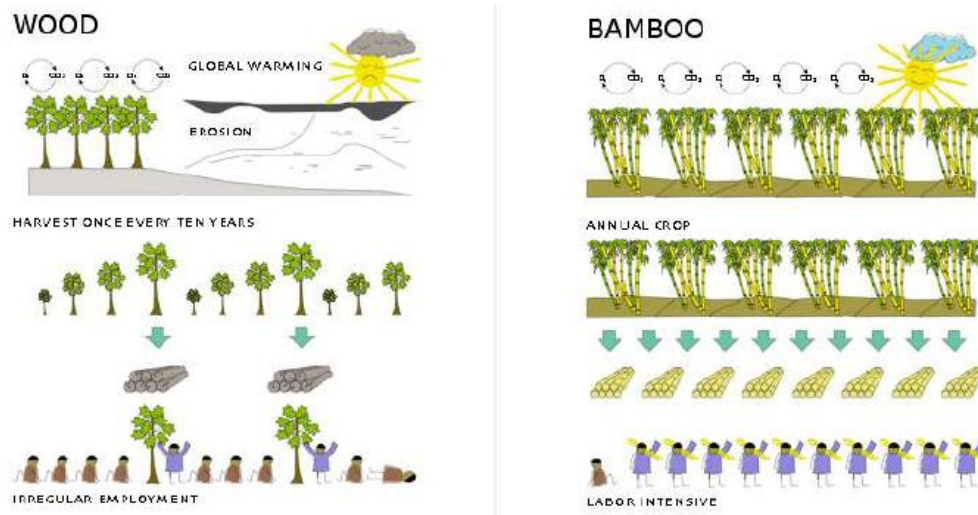 WOOD
GLOBAL WARMING
EROSION
HARVEST ONCE EVERY TEN YEARS
IRREGULAR EMPLOYMENT
BAMBOO
ANNUAL CROP
LABOR INTENSIVE